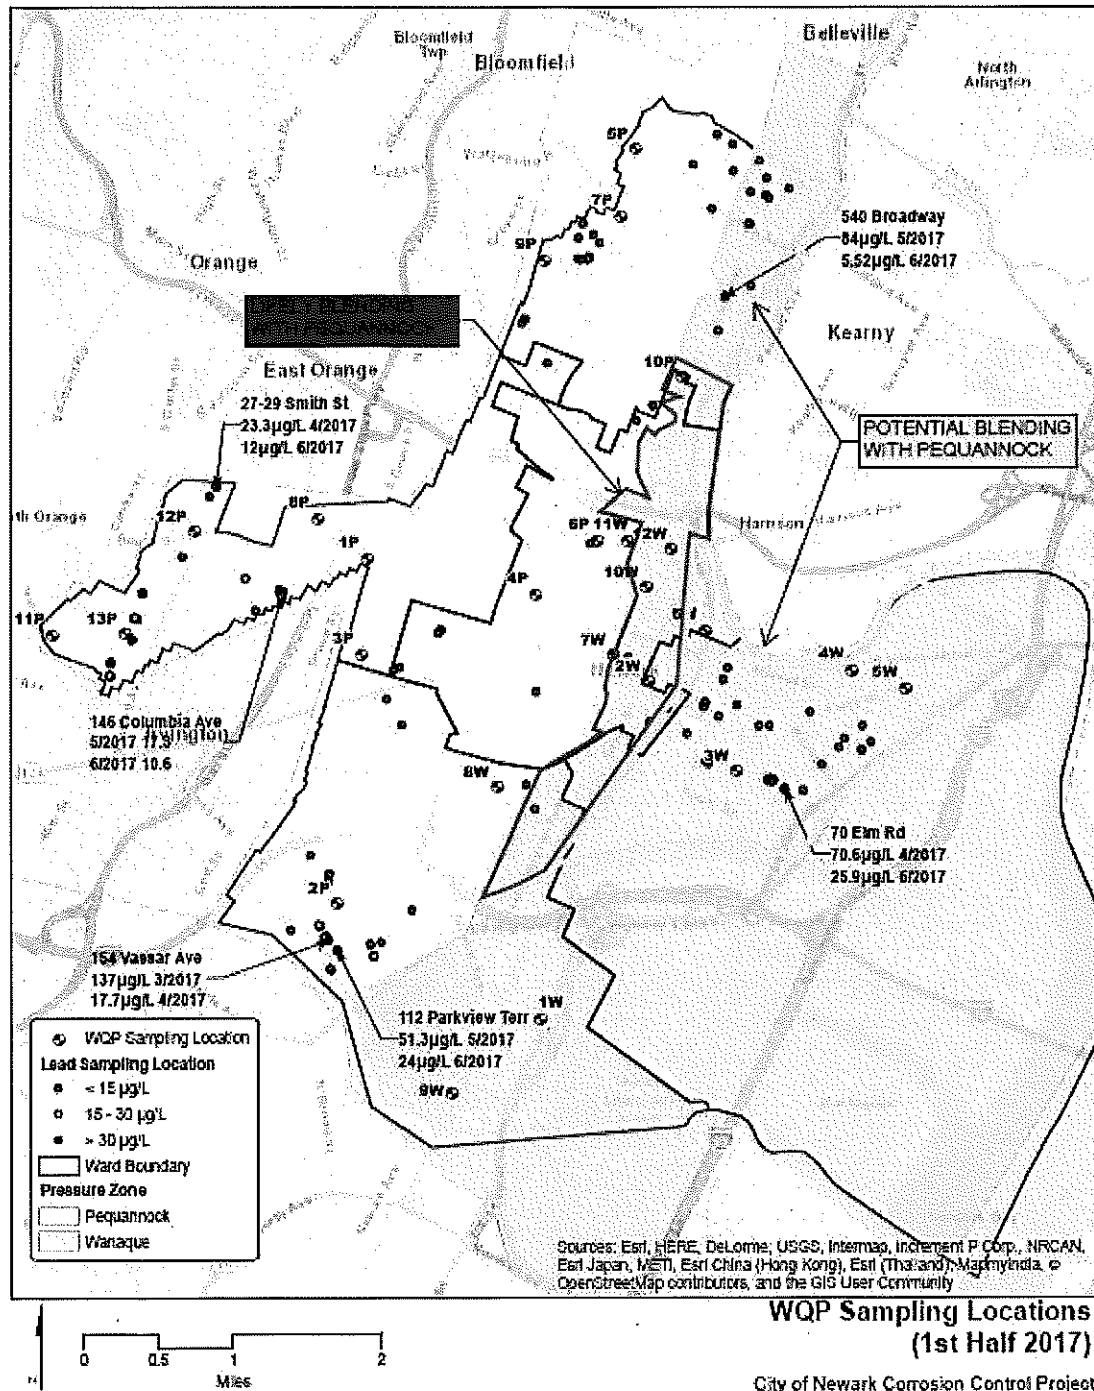 Belleville
Bloomfield
Twp
Bloomfield
North
Arlington
5P
7P
540 Broadway
84µg/L 5/2017
5.52µg/L 6/2017
9P
Orange
WITH PEQUANNOCK
Kearny
East Orange
10P
27-29 Smith St
23.3µg/L 4/2017
12µg/L 6/2017
POTENTIAL BLENDING
WITH PEQUANNOCK
8P
12P
6P 11W
2W
Harrison
1P
4P
10W
11P
13P
3P
7W
2W
4W
5W
146 Columbia Ave
5/2017 17.9
6/2017 10.6
8W
3W
70 Elm Rd
70.6µg/L 4/2017
25.9µg/L 6/2017
2P
154 Vassar Ave
137µg/L 3/2017
17.7µg/L 4/2017
1W
112 Parkview Terr
51.3µg/L 5/2017
24µg/L 6/2017
9W
WQP Sampling Location
Lead Sampling Location
< 15 µg/L
15 - 30 µg/L
> 30 µg/L
Ward Boundary
Pressure Zone
Pequannock
Wanaque
Sources: Esri, HERE, DeLorme, USGS, Intermap, Increment P Corp., NRCAN,
Esri Japan, METI, Esri China (Hong Kong), Esri (Thailand), MapmyIndia, ©
OpenStreetMap contributors, and the GIS User Community
WQP Sampling Locations
(1st Half 2017)
0 0.5 1 2
Miles
N
City of Newark Corrosion Control Project